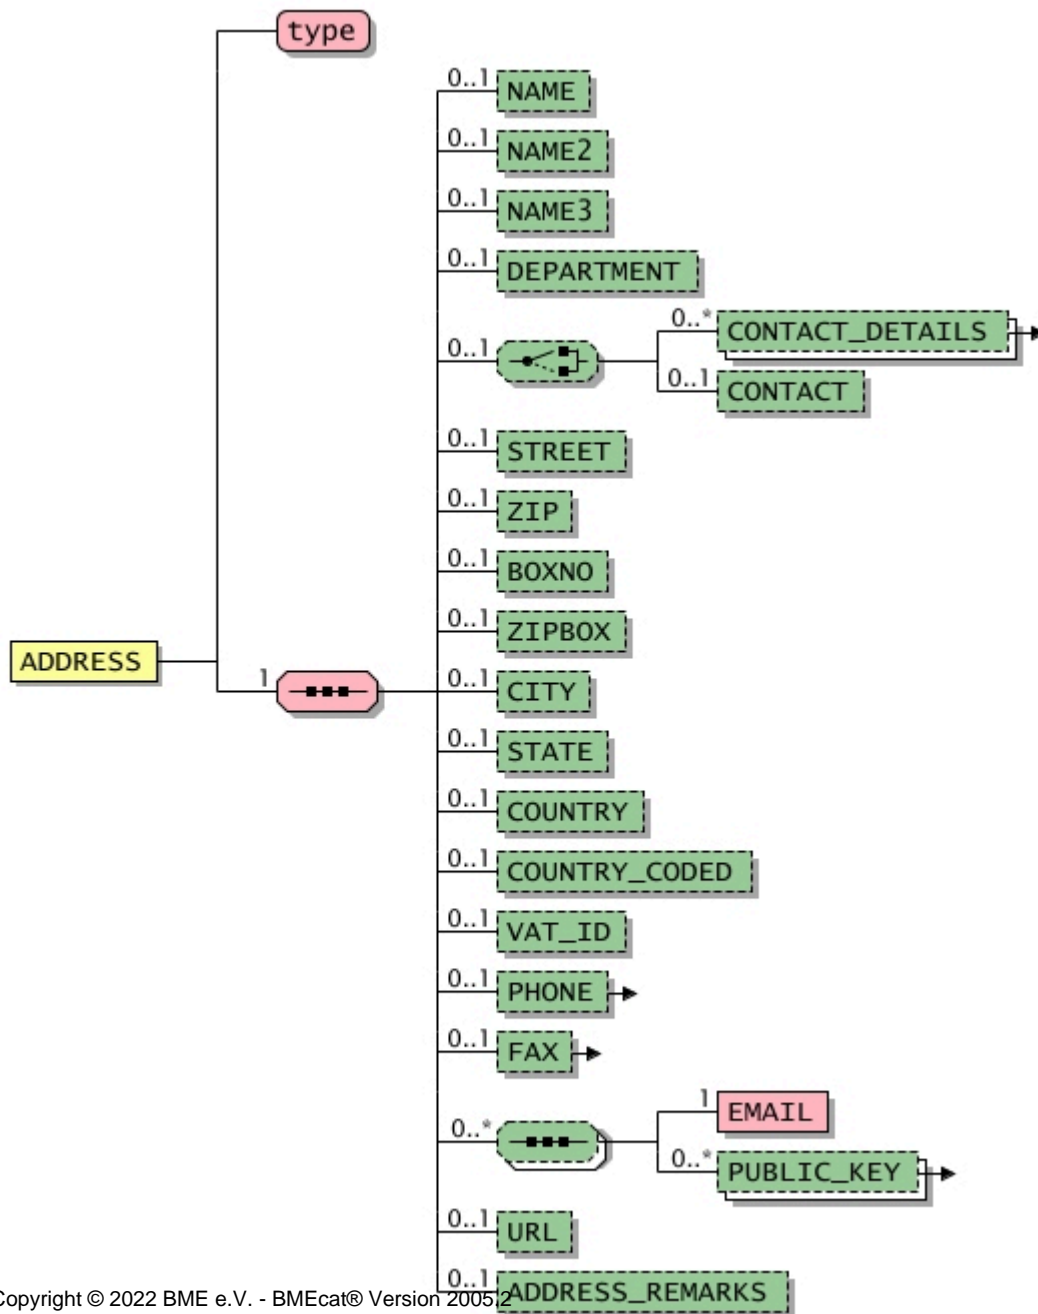 type
0..1 NAME
0..1 NAME2
0..1 NAME3
0..1 DEPARTMENT
0..* CONTACT_DETAILS
0..1
0..1 CONTACT
0..1 STREET
0..1 ZIP
0..1 BOXNO
0..1 ZIPBOX
ADDRESS
1
0..1 CITY
0..1 STATE
0..1 COUNTRY
0..1 COUNTRY_CODED
0..1 VAT_ID
0..1 PHONE
0..1 FAX
1 EMAIL
0..*
0..* PUBLIC_KEY
0..1 URL
0..1 ADDRESS_REMARKS
Copyright © 2022 BME e.V. - BMEcat® Version 2005.2